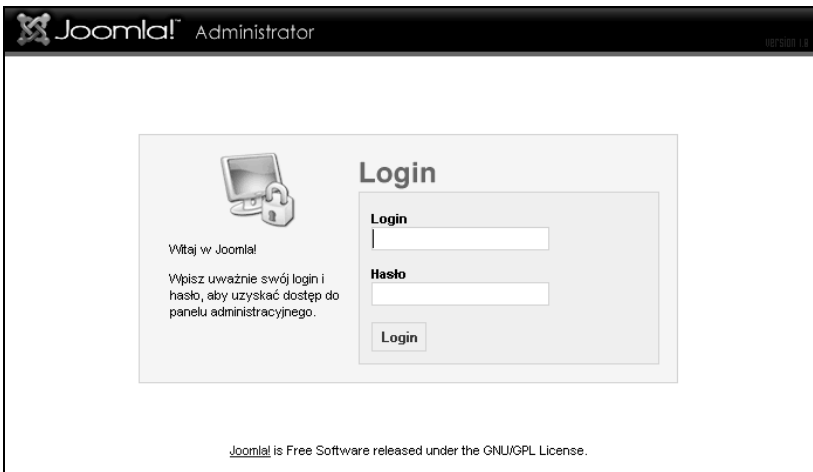 Joomla!™ Administrator
version 1.0
Login
Login
Witaj w Joomla!
Wpisz uważnie swój login i
hasło, aby uzyskać dostęp do
panelu administracyjnego.
Hasło
Login
Joomla! is Free Software released under the GNU/GPL License.